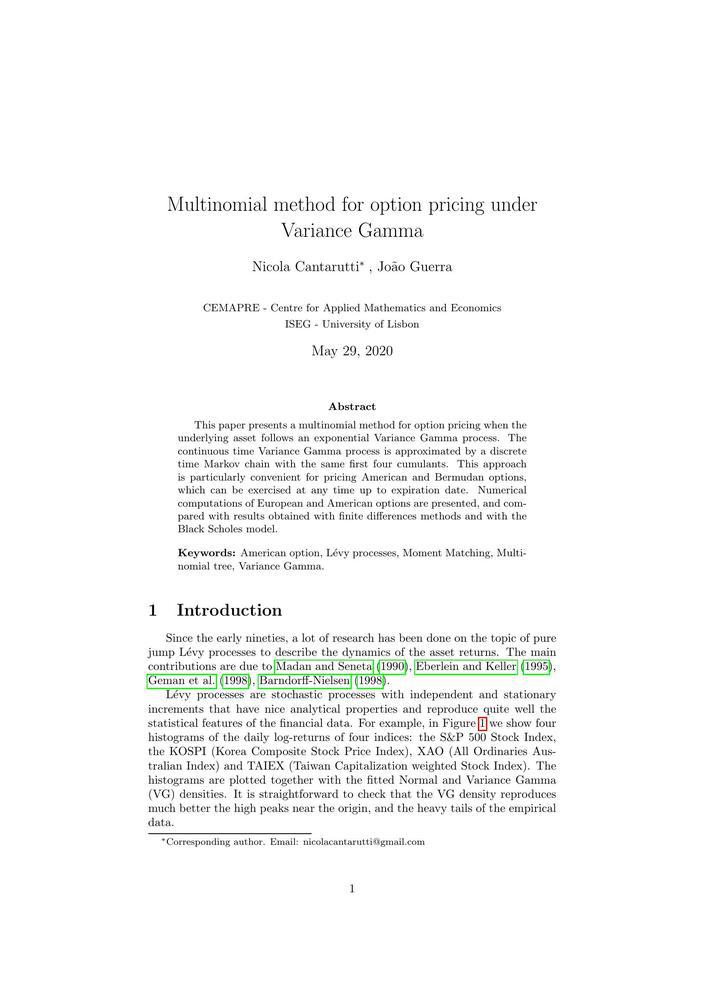 Multinomial method for option pricing under
Variance Gamma
Nicola Cantarutti* , João Guerra
CEMAPRE - Centre for Applied Mathematics and Economics
ISEG - University of Lisbon
May 29, 2020
Abstract
This paper presents a multinomial method for option pricing when the
underlying asset follows an exponential Variance Gamma process. The
continuous time Variance Gamma process is approximated by a discrete
time Markov chain with the same first four cumulants. This approach
is particularly convenient for pricing American and Bermudan options,
which can be exercised at any time up to expiration date. Numerical
computations of European and American options are presented, and com-
pared with results obtained with finite differences methods and with the
Black Scholes model.
Keywords: American option, Lévy processes, Moment Matching, Multi-
nomial tree, Variance Gamma.
1 Introduction
Since the early nineties, a lot of research has been done on the topic of pure
jump Lévy processes to describe the dynamics of the asset returns. The main
contributions are due to Madan and Seneta (1990), Eberlein and Keller (1995),
Geman et al. (1998), Barndorff-Nielsen (1998).
Lévy processes are stochastic processes with independent and stationary
increments that have nice analytical properties and reproduce quite well the
statistical features of the financial data. For example, in Figure 1 we show four
histograms of the daily log-returns of four indices: the S&P 500 Stock Index,
the KOSPI (Korea Composite Stock Price Index), XAO (All Ordinaries Aus-
tralian Index) and TAIEX (Taiwan Capitalization weighted Stock Index). The
histograms are plotted together with the fitted Normal and Variance Gamma
(VG) densities. It is straightforward to check that the VG density reproduces
much better the high peaks near the origin, and the heavy tails of the empirical
data.
*Corresponding author. Email: nicolacantarutti@gmail.com
1